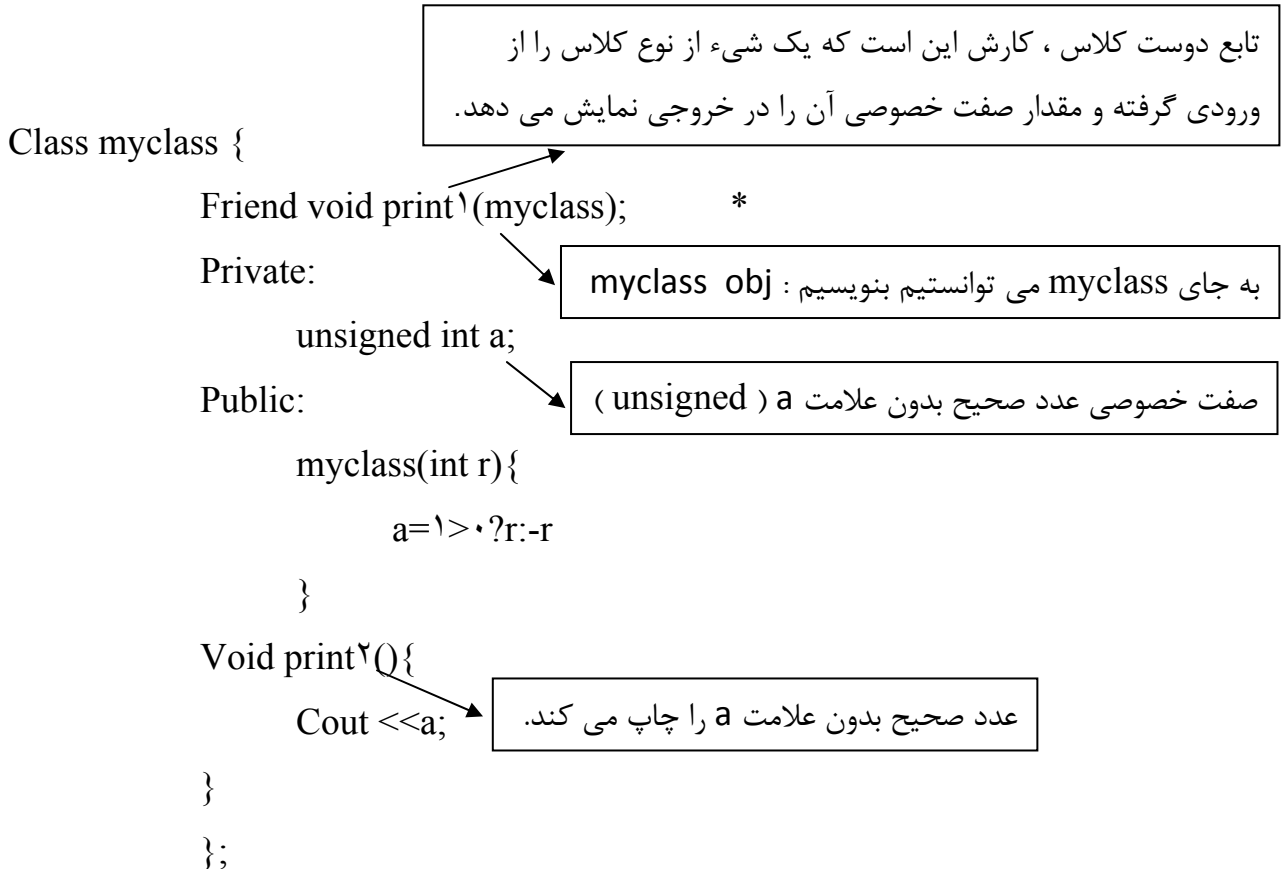 تابع دوست کلاس ، کارش این است که یک شیء از نوع کلاس را از
ورودی گرفته و مقدار صفت خصوصی آن را در خروجی نمایش می دهد.
Class myclass {
Friend void print۱(myclass); *
Private:
به جای myclass می توانستیم بنویسیم : myclass obj
unsigned int a;
Public:
صفت خصوصی عدد صحیح بدون علامت a ( unsigned )
myclass(int r){
a=۱>۰?r:-r
}
Void print۲(){
Cout <<a;
عدد صحیح بدون علامت a را چاپ می کند.
}
};